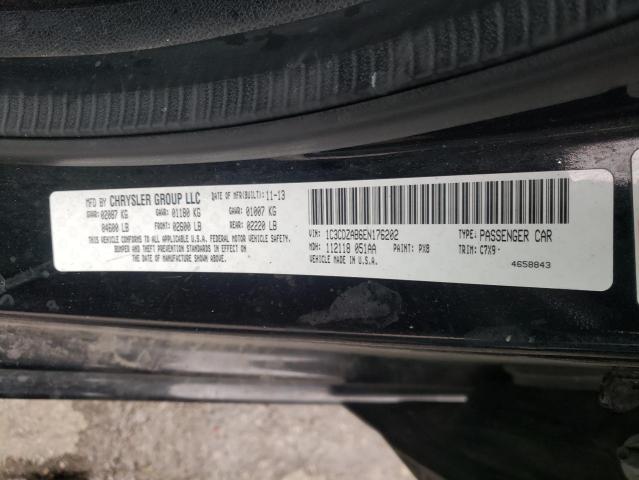 MFD BY CHRYSLER GROUP LLC DATE OF MFR(BUILT): 11-13
GVWR: 02087 KG GAWR: 01180 KG GAWR: 01007 KG
04600 LB FRONT: 02600 LB REAR: 02220 LB
THIS VEHICLE CONFORMS TO ALL APPLICABLE U.S.A. FEDERAL MOTOR VEHICLE SAFETY,
BUMPER AND THEFT PREVENTION STANDARDS IN EFFECT ON
THE DATE OF MANUFACTURE SHOWN ABOVE.
VIN: 1C3CDZAB6EN176202 TYPE: PASSENGER CAR
MDH: 112118 051AA PAINT: PX8 TRIM: C7X9-
VEHICLE MADE IN U.S.A.
4658843